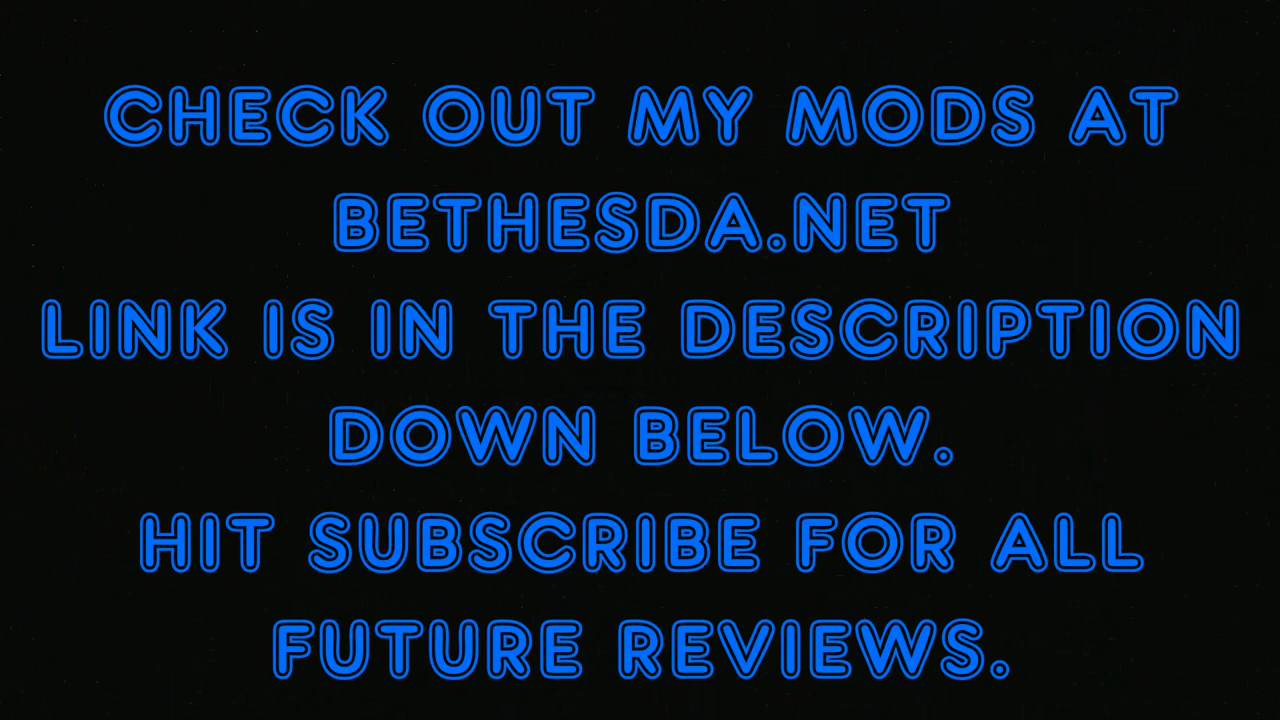 CHECK OUT MY MODS AT
BETHESDA.NET
LINK IS IN THE DESCRIPTION
DOWN BELOW.
HIT SUBSCRIBE FOR ALL
FUTURE REVIEWS.